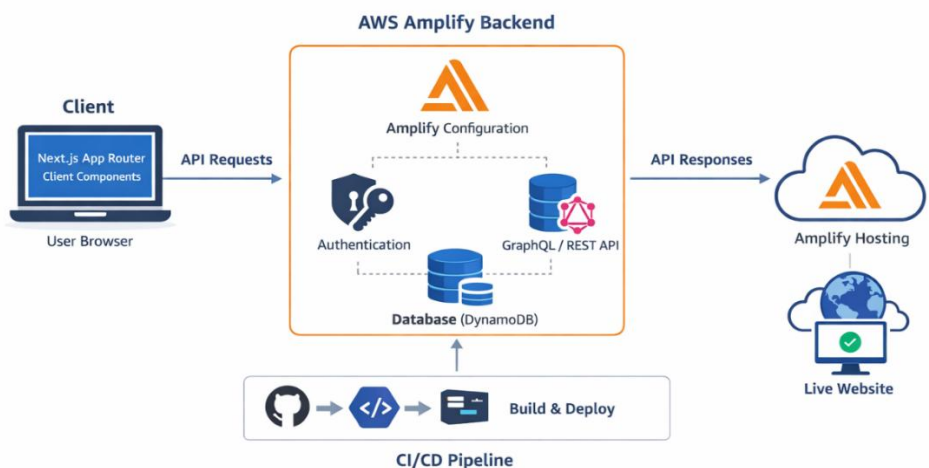 AWS Amplify Backend
Amplify Configuration
Client
Next.js App Router
Client Components
User Browser
API Requests
Authentication
GraphQL / REST API
Database (DynamoDB)
API Responses
Amplify Hosting
Live Website
</>
Build & Deploy
CI/CD Pipeline